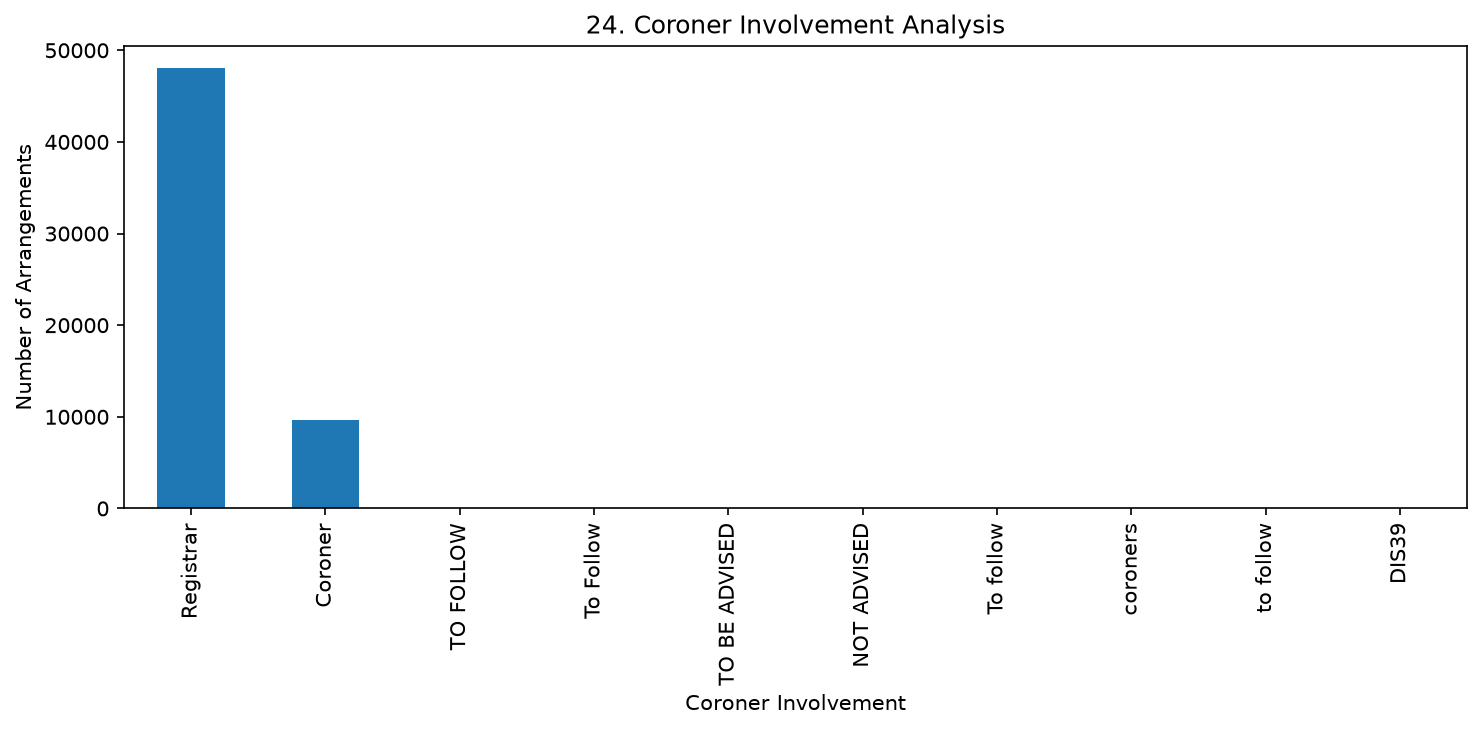 24. Coroner Involvement Analysis
Number of Arrangements
50000
40000
30000
20000
10000
0
Registrar
Coroner
TO FOLLOW
To Follow
TO BE ADVISED
NOT ADVISED
To follow
coroners
to follow
DIS39
Coroner Involvement